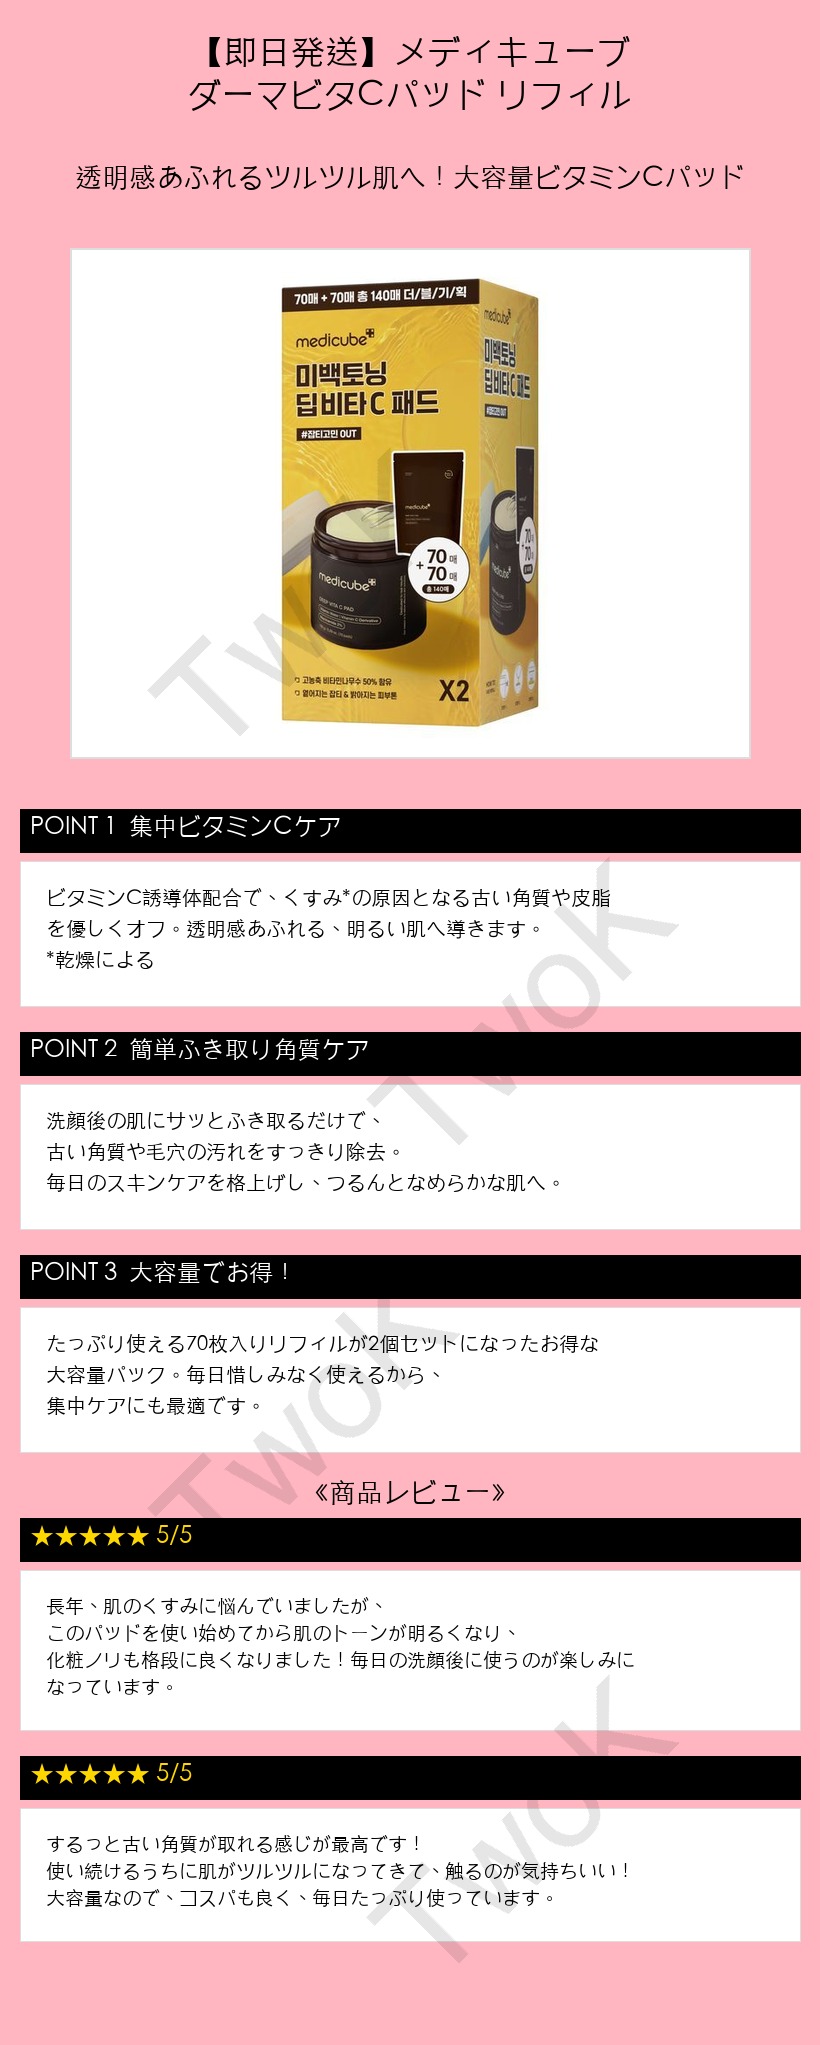 【即日発送】メディキューブ
ダーマビタCパッド リフィル
透明感あふれるツルツル肌へ！大容量ビタミンCパッド
70매 + 70매 총 140매 더/블/기/획
medicube
미백토닝
딥비타C 패드
#잡티고민 OUT
medicube
medicube
DEEP VITA C PAD
+ 70매
70매
총 140매
고농축 비타민나무수 50% 함유
옅어지는 잡티 & 밝아지는 피부톤
X2
medicube
미백토닝
딥비타C 패드
#잡티고민 OUT
70
70
medicube
TwoK
POINT 1 集中ビタミンCケア
ビタミンC誘導体配合で、くすみ*の原因となる古い角質や皮脂
を優しくオフ。透明感あふれる、明るい肌へ導きます。
*乾燥による
TwoK
POINT 2 簡単ふき取り角質ケア
洗顔後の肌にサッとふき取るだけで、
古い角質や毛穴の汚れをすっきり除去。
毎日のスキンケアを格上げし、つるんとなめらかな肌へ。
POINT 3 大容量でお得！
たっぷり使える70枚入りリフィルが2個セットになったお得な
大容量パック。毎日惜しみなく使えるから、
集中ケアにも最適です。
TwoK
《商品レビュー》
★★★★★ 5/5
長年、肌のくすみに悩んでいましたが、
このパッドを使い始めてから肌のトーンが明るくなり、
化粧ノリも格段に良くなりました！毎日の洗顔後に使うのが楽しみに
なっています。
★★★★★ 5/5
するっと古い角質が取れる感じが最高です！
使い続けるうちに肌がツルツルになってきて、触るのが気持ちいい！
大容量なので、コスパも良く、毎日たっぷり使っています。
TwoK